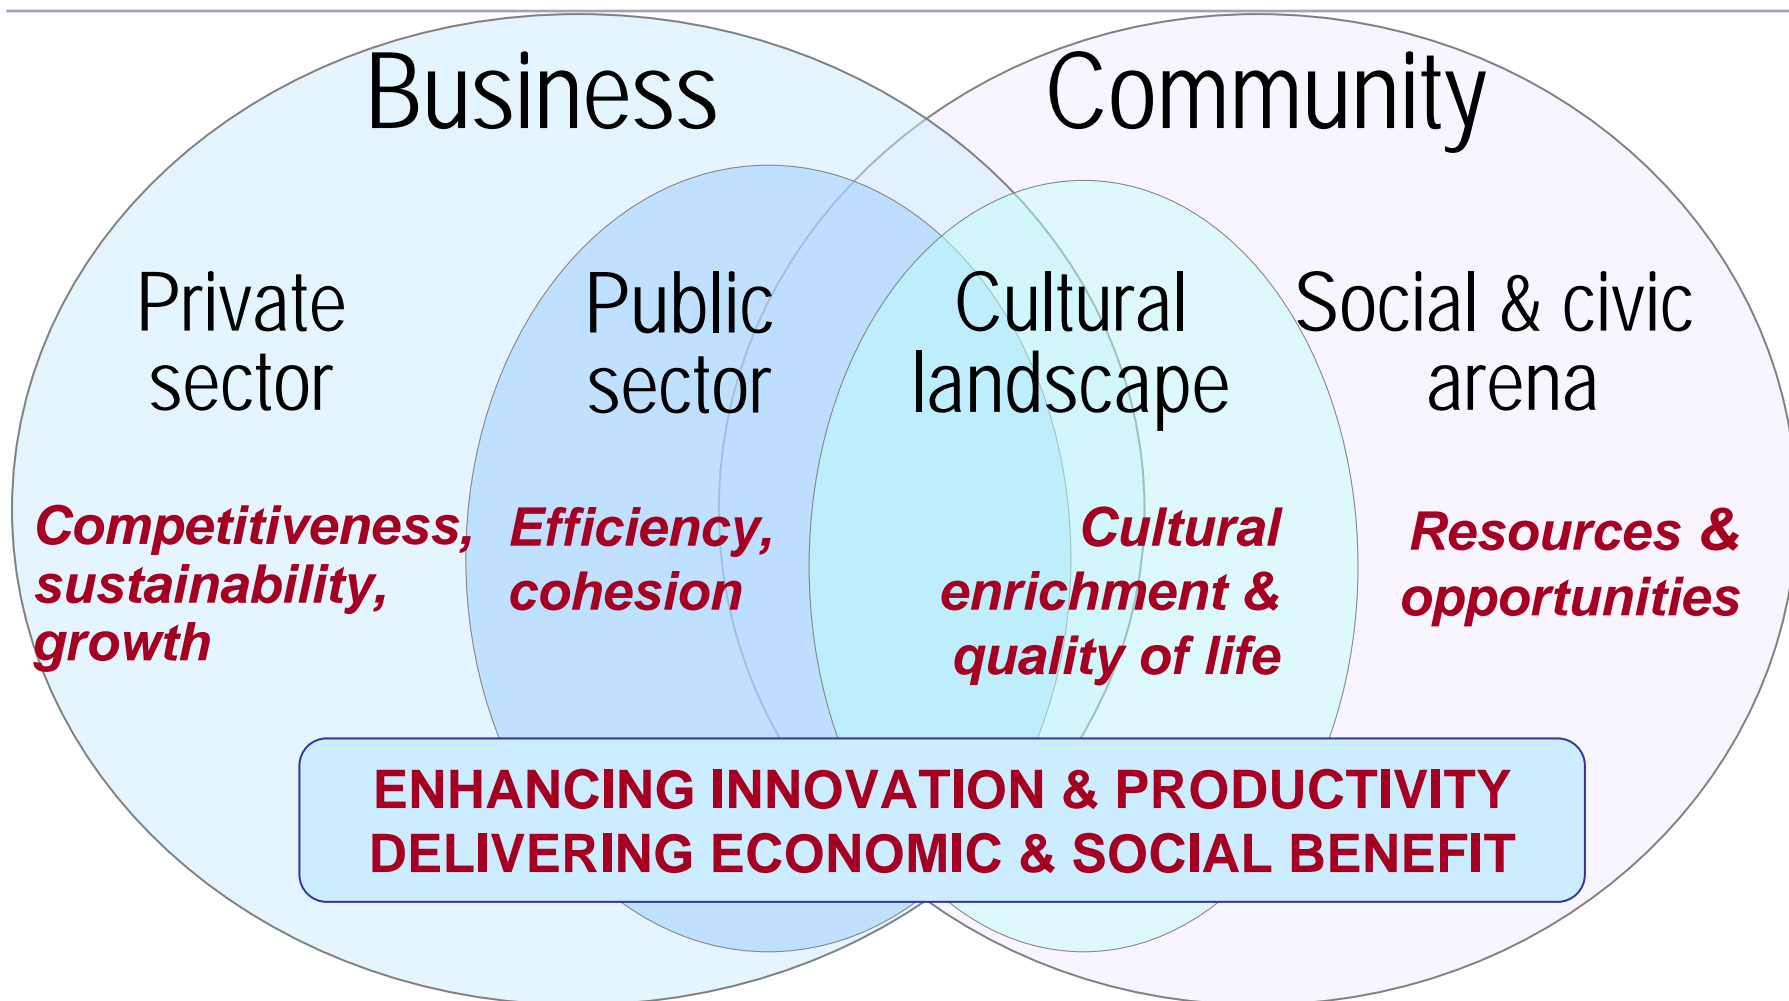 Business
Community
Private
sector
Public
sector
Cultural
landscape
Social & civic
arena
Competitiveness,
sustainability,
growth
Efficiency,
cohesion
Cultural
enrichment &
quality of life
Resources &
opportunities
ENHANCING INNOVATION & PRODUCTIVITY
DELIVERING ECONOMIC & SOCIAL BENEFIT